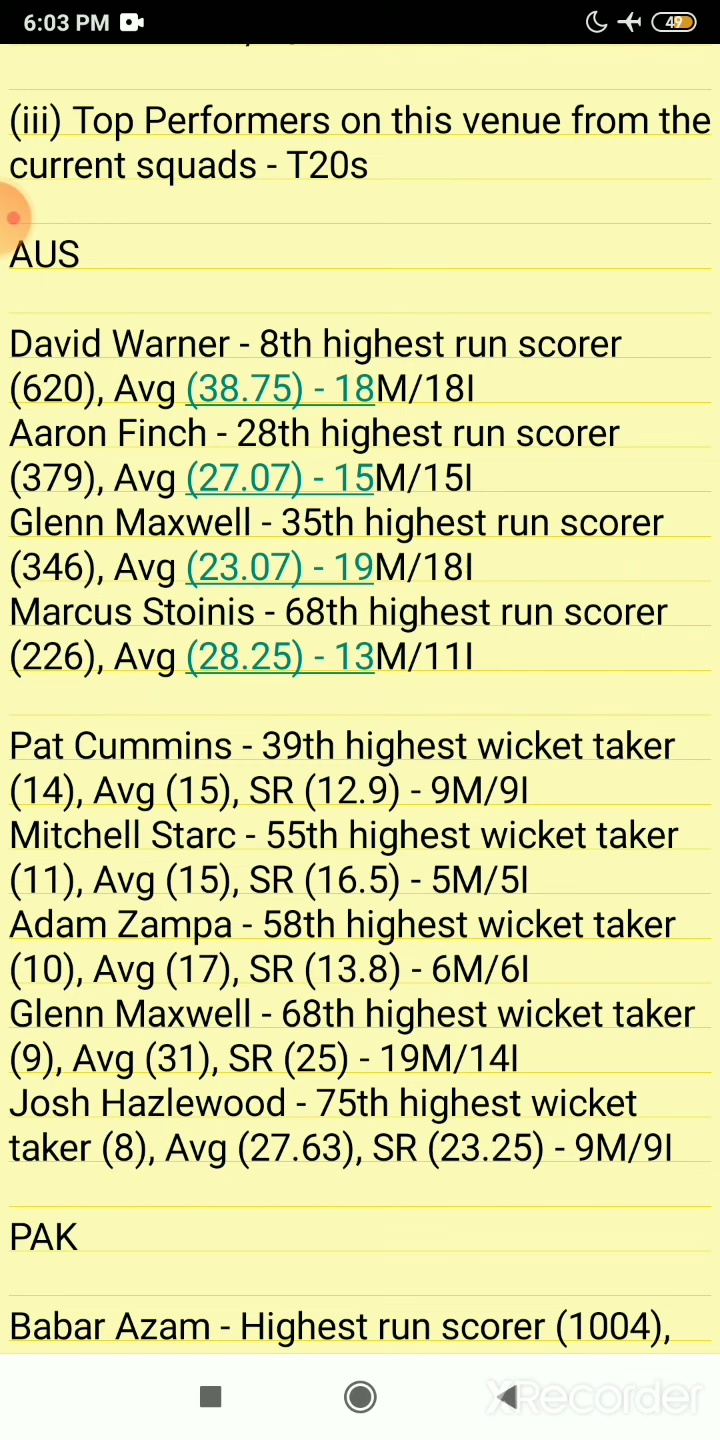 6:03 PM
49
(iii) Top Performers on this venue from the
current squads - T20s
AUS
David Warner - 8th highest run scorer
(620), Avg (38.75) - 18M/18I
Aaron Finch - 28th highest run scorer
(379), Avg (27.07) - 15M/15I
Glenn Maxwell - 35th highest run scorer
(346), Avg (23.07) - 19M/18I
Marcus Stoinis - 68th highest run scorer
(226), Avg (28.25) - 13M/11I
Pat Cummins - 39th highest wicket taker
(14), Avg (15), SR (12.9) - 9M/9I
Mitchell Starc - 55th highest wicket taker
(11), Avg (15), SR (16.5) - 5M/5I
Adam Zampa - 58th highest wicket taker
(10), Avg (17), SR (13.8) - 6M/6I
Glenn Maxwell - 68th highest wicket taker
(9), Avg (31), SR (25) - 19M/14I
Josh Hazlewood - 75th highest wicket
taker (8), Avg (27.63), SR (23.25) - 9M/9I
PAK
Babar Azam - Highest run scorer (1004),
XRecorder